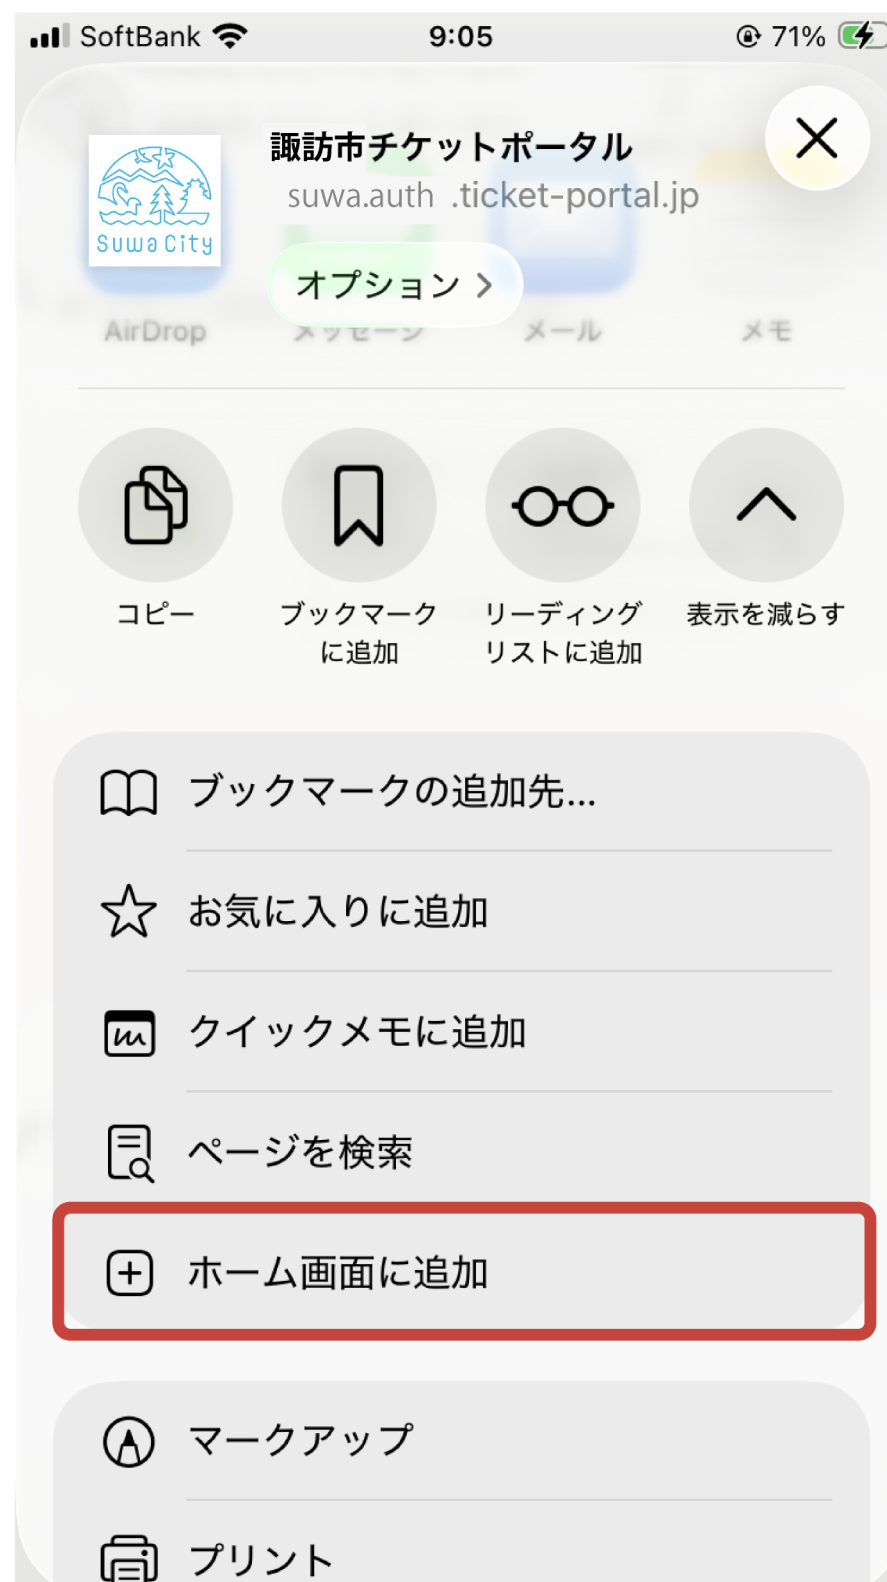 SoftBank 9:05 71%
諏訪市チケットポータル
suwa.auth .ticket-portal.jp
Suwa City
オプション
AirDrop メッセージ メール メモ
コピー ブックマークに追加 リーディングリストに追加 表示を減らす
ブックマークの追加先...
お気に入りに追加
クイックメモに追加
ページを検索
ホーム画面に追加
マークアップ
プリント